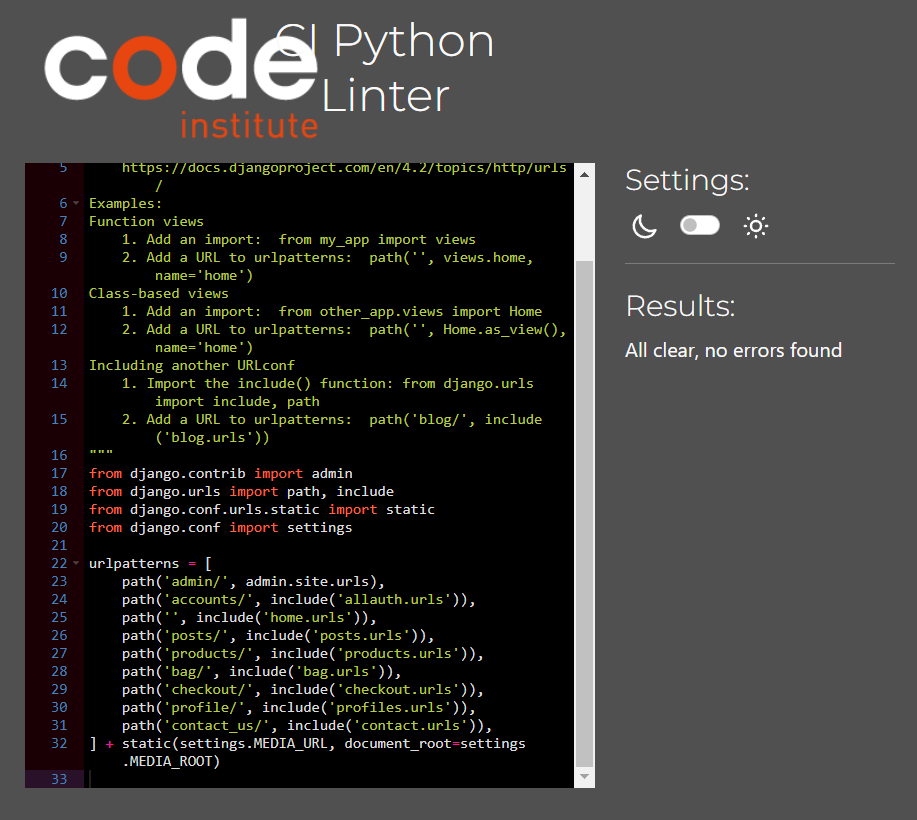 code
institute
CI Python
Linter
5 https://docs.djangoproject.com/en/4.2/topics/http/urls
/
6 Examples:
7 Function views
8 1. Add an import:  from my_app import views
9 2. Add a URL to urlpatterns:  path('', views.home,
name='home')
10 Class-based views
11 1. Add an import:  from other_app.views import Home
12 2. Add a URL to urlpatterns:  path('', Home.as_view(),
name='home')
13 Including another URLconf
14 1. Import the include() function: from django.urls
import include, path
15 2. Add a URL to urlpatterns:  path('blog/', include
('blog.urls'))
16 """
17 from django.contrib import admin
18 from django.urls import path, include
19 from django.conf.urls.static import static
20 from django.conf import settings
21
22 urlpatterns = [
23 path('admin/', admin.site.urls),
24 path('accounts/', include('allauth.urls')),
25 path('', include('home.urls')),
26 path('posts/', include('posts.urls')),
27 path('products/', include('products.urls')),
28 path('bag/', include('bag.urls')),
29 path('checkout/', include('checkout.urls')),
30 path('profile/', include('profiles.urls')),
31 path('contact_us/', include('contact.urls')),
32 ] + static(settings.MEDIA_URL, document_root=settings
.MEDIA_ROOT)
33
Settings:
Results:
All clear, no errors found